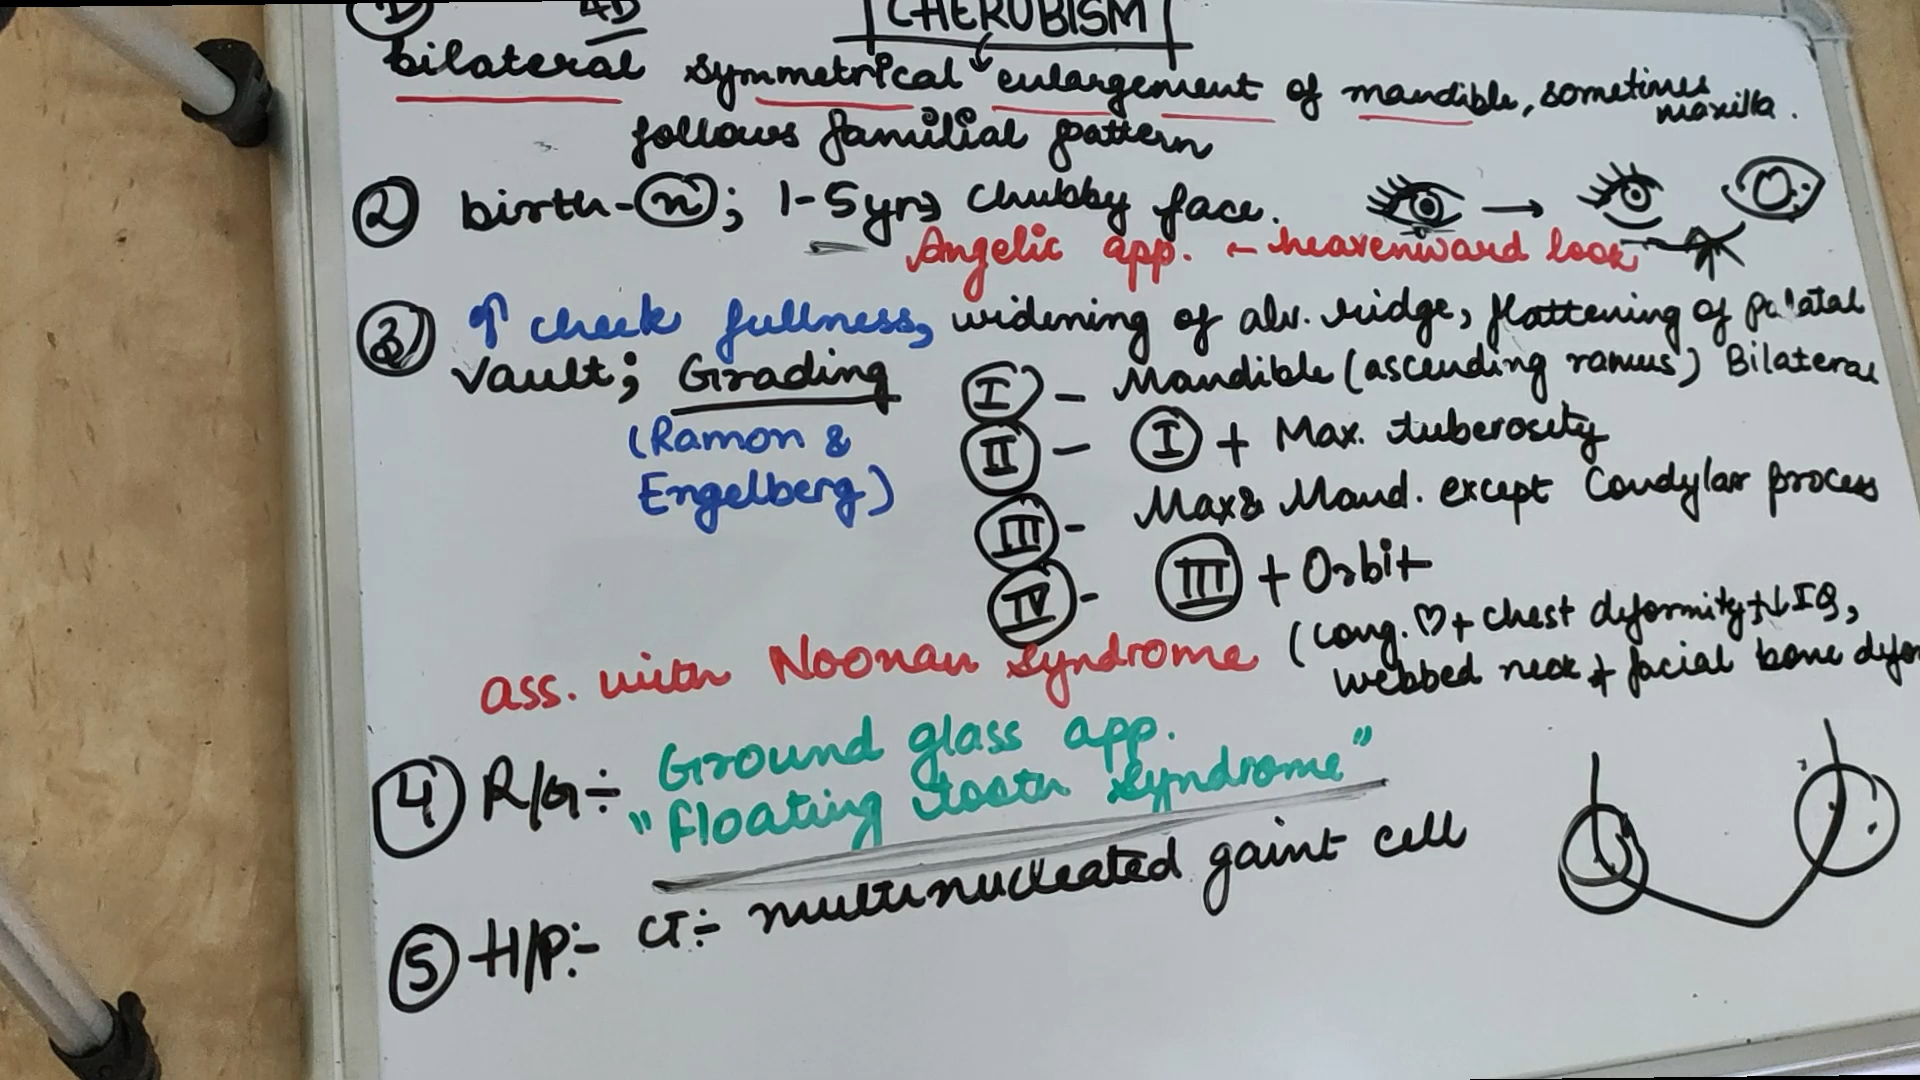 ① AD CHERUBISM
bilateral symmetrical enlargement of mandible, sometimes maxilla.
follows familial pattern
② birth-ⓝ; 1-5yrs chubby face.
Angelic app. ← heavenward look
③ ↑ cheek fullness, widening of alv. ridge, flattening of palatal
vault; Grading
(Ramon &
Engelberg)
Ⅰ - Mandible (ascending ramus) Bilateral
Ⅱ - Ⅰ + Max. tuberosity
Ⅲ - Max & Mand. except Condylar process
Ⅳ - Ⅲ + Orbit
ass. with Noonan syndrome (cong. ♡ + chest deformity + ↓IQ,
webbed neck + facial bone defor
④ R/G:- Ground glass app.
"Floating tooth syndrome"
⑤ H/P:- CT:- multinucleated gaint cell